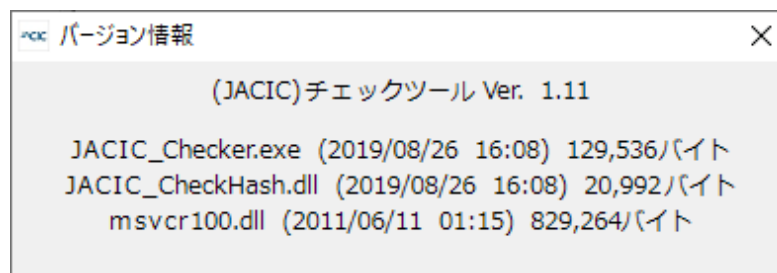 JACIC バージョン情報
(JACIC)チェックツール Ver. 1.11
JACIC_Checker.exe (2019/08/26 16:08) 129,536バイト
JACIC_CheckHash.dll (2019/08/26 16:08) 20,992バイト
msvcr100.dll (2011/06/11 01:15) 829,264バイト